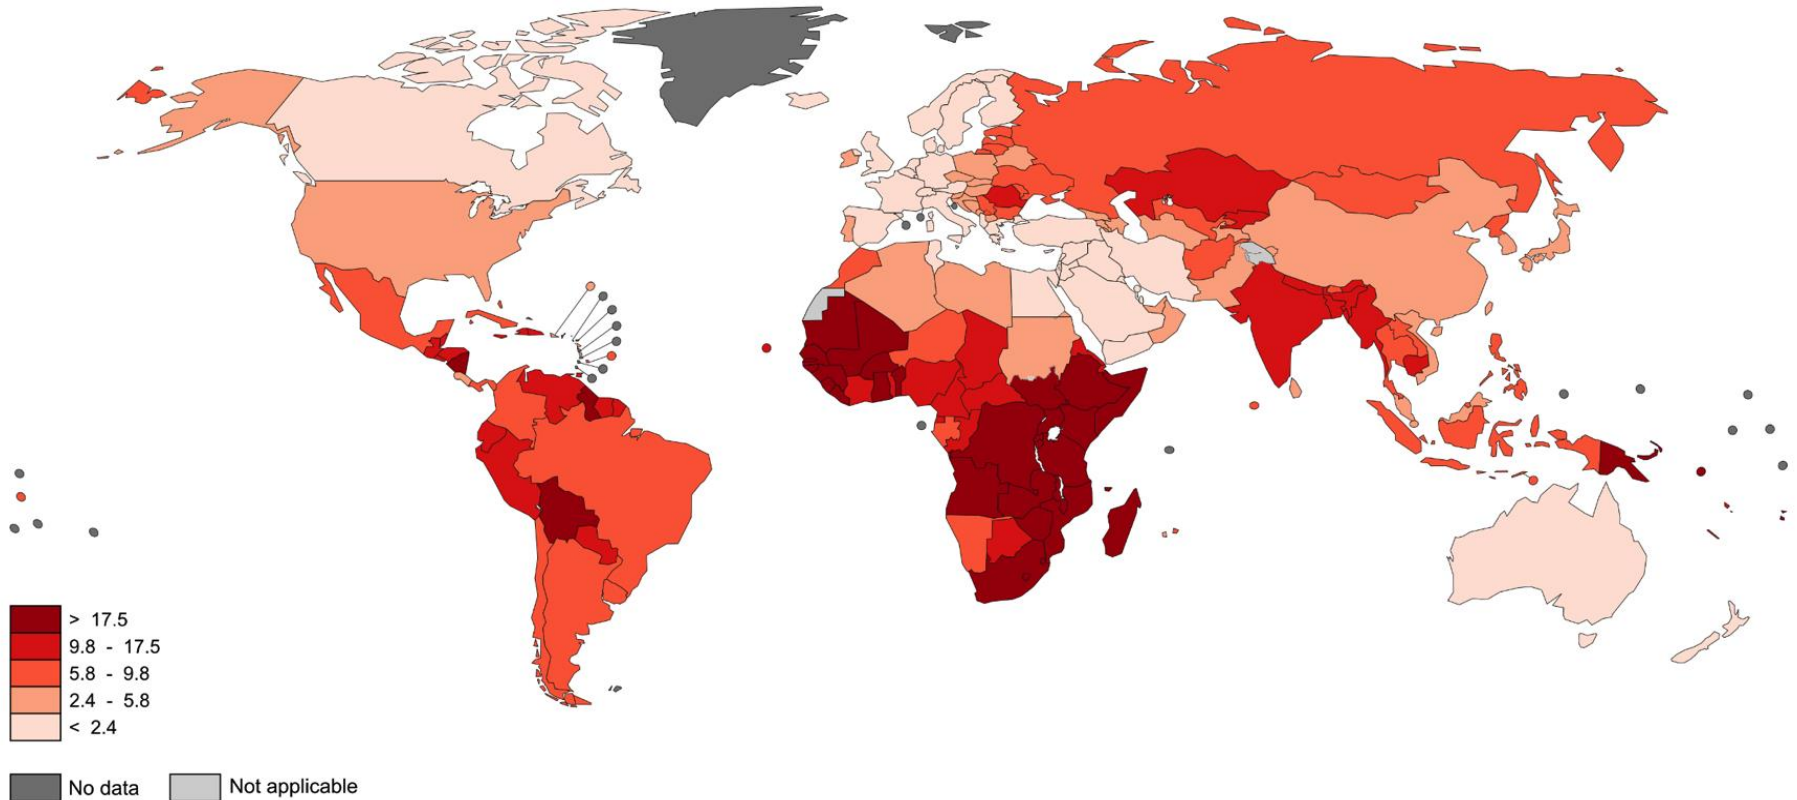 > 17.5
9.8 - 17.5
5.8 - 9.8
2.4 - 5.8
< 2.4
No data
Not applicable